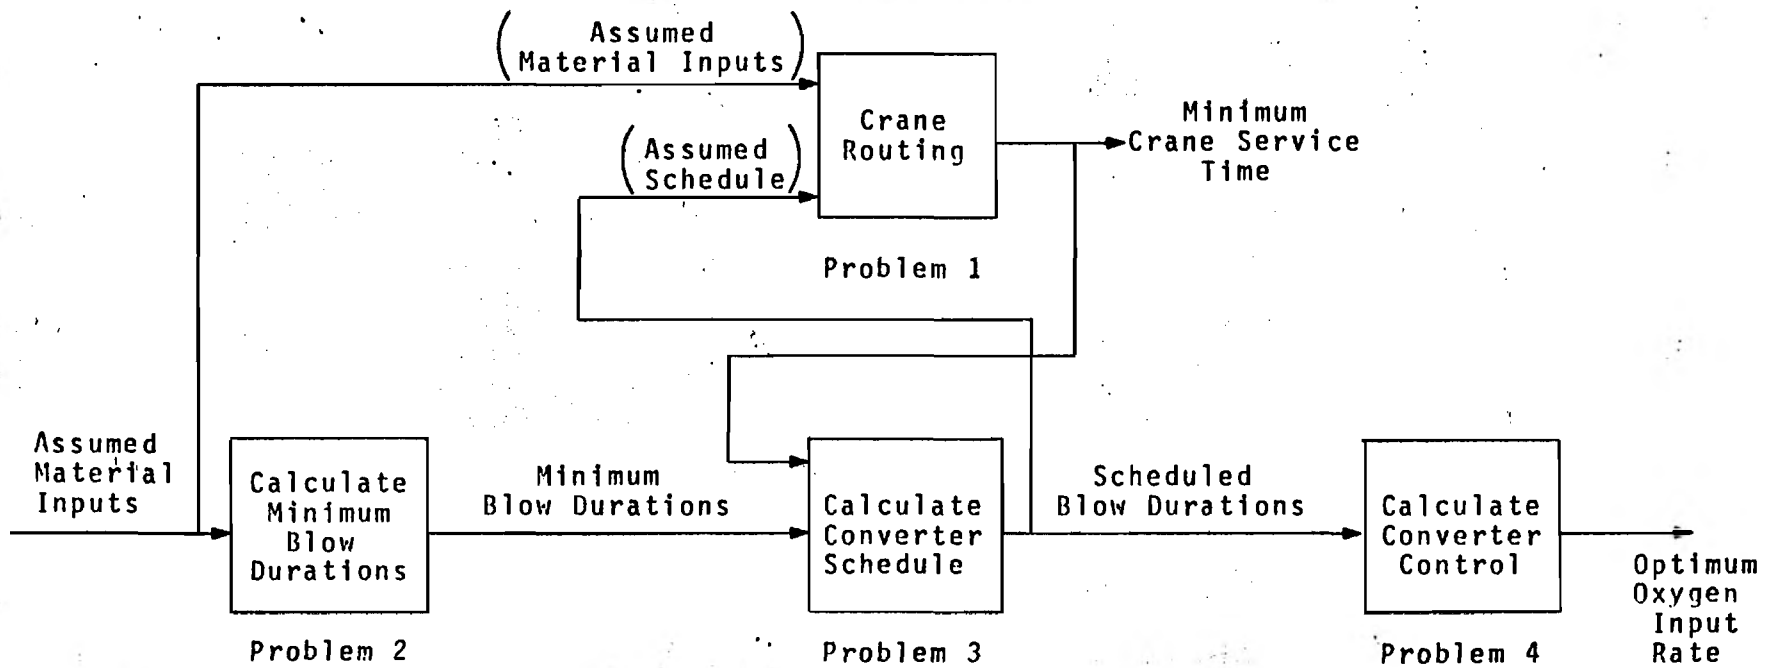 (Assumed
Material Inputs)
(Assumed
Schedule)
Crane
Routing
Minimum
Crane Service
Time
Problem 1
Assumed
Material
Inputs
Calculate
Minimum
Blow
Durations
Problem 2
Minimum
Blow Durations
Calculate
Converter
Schedule
Problem 3
Scheduled
Blow Durations
Calculate
Converter
Control
Problem 4
Optimum
Oxygen
Input
Rate